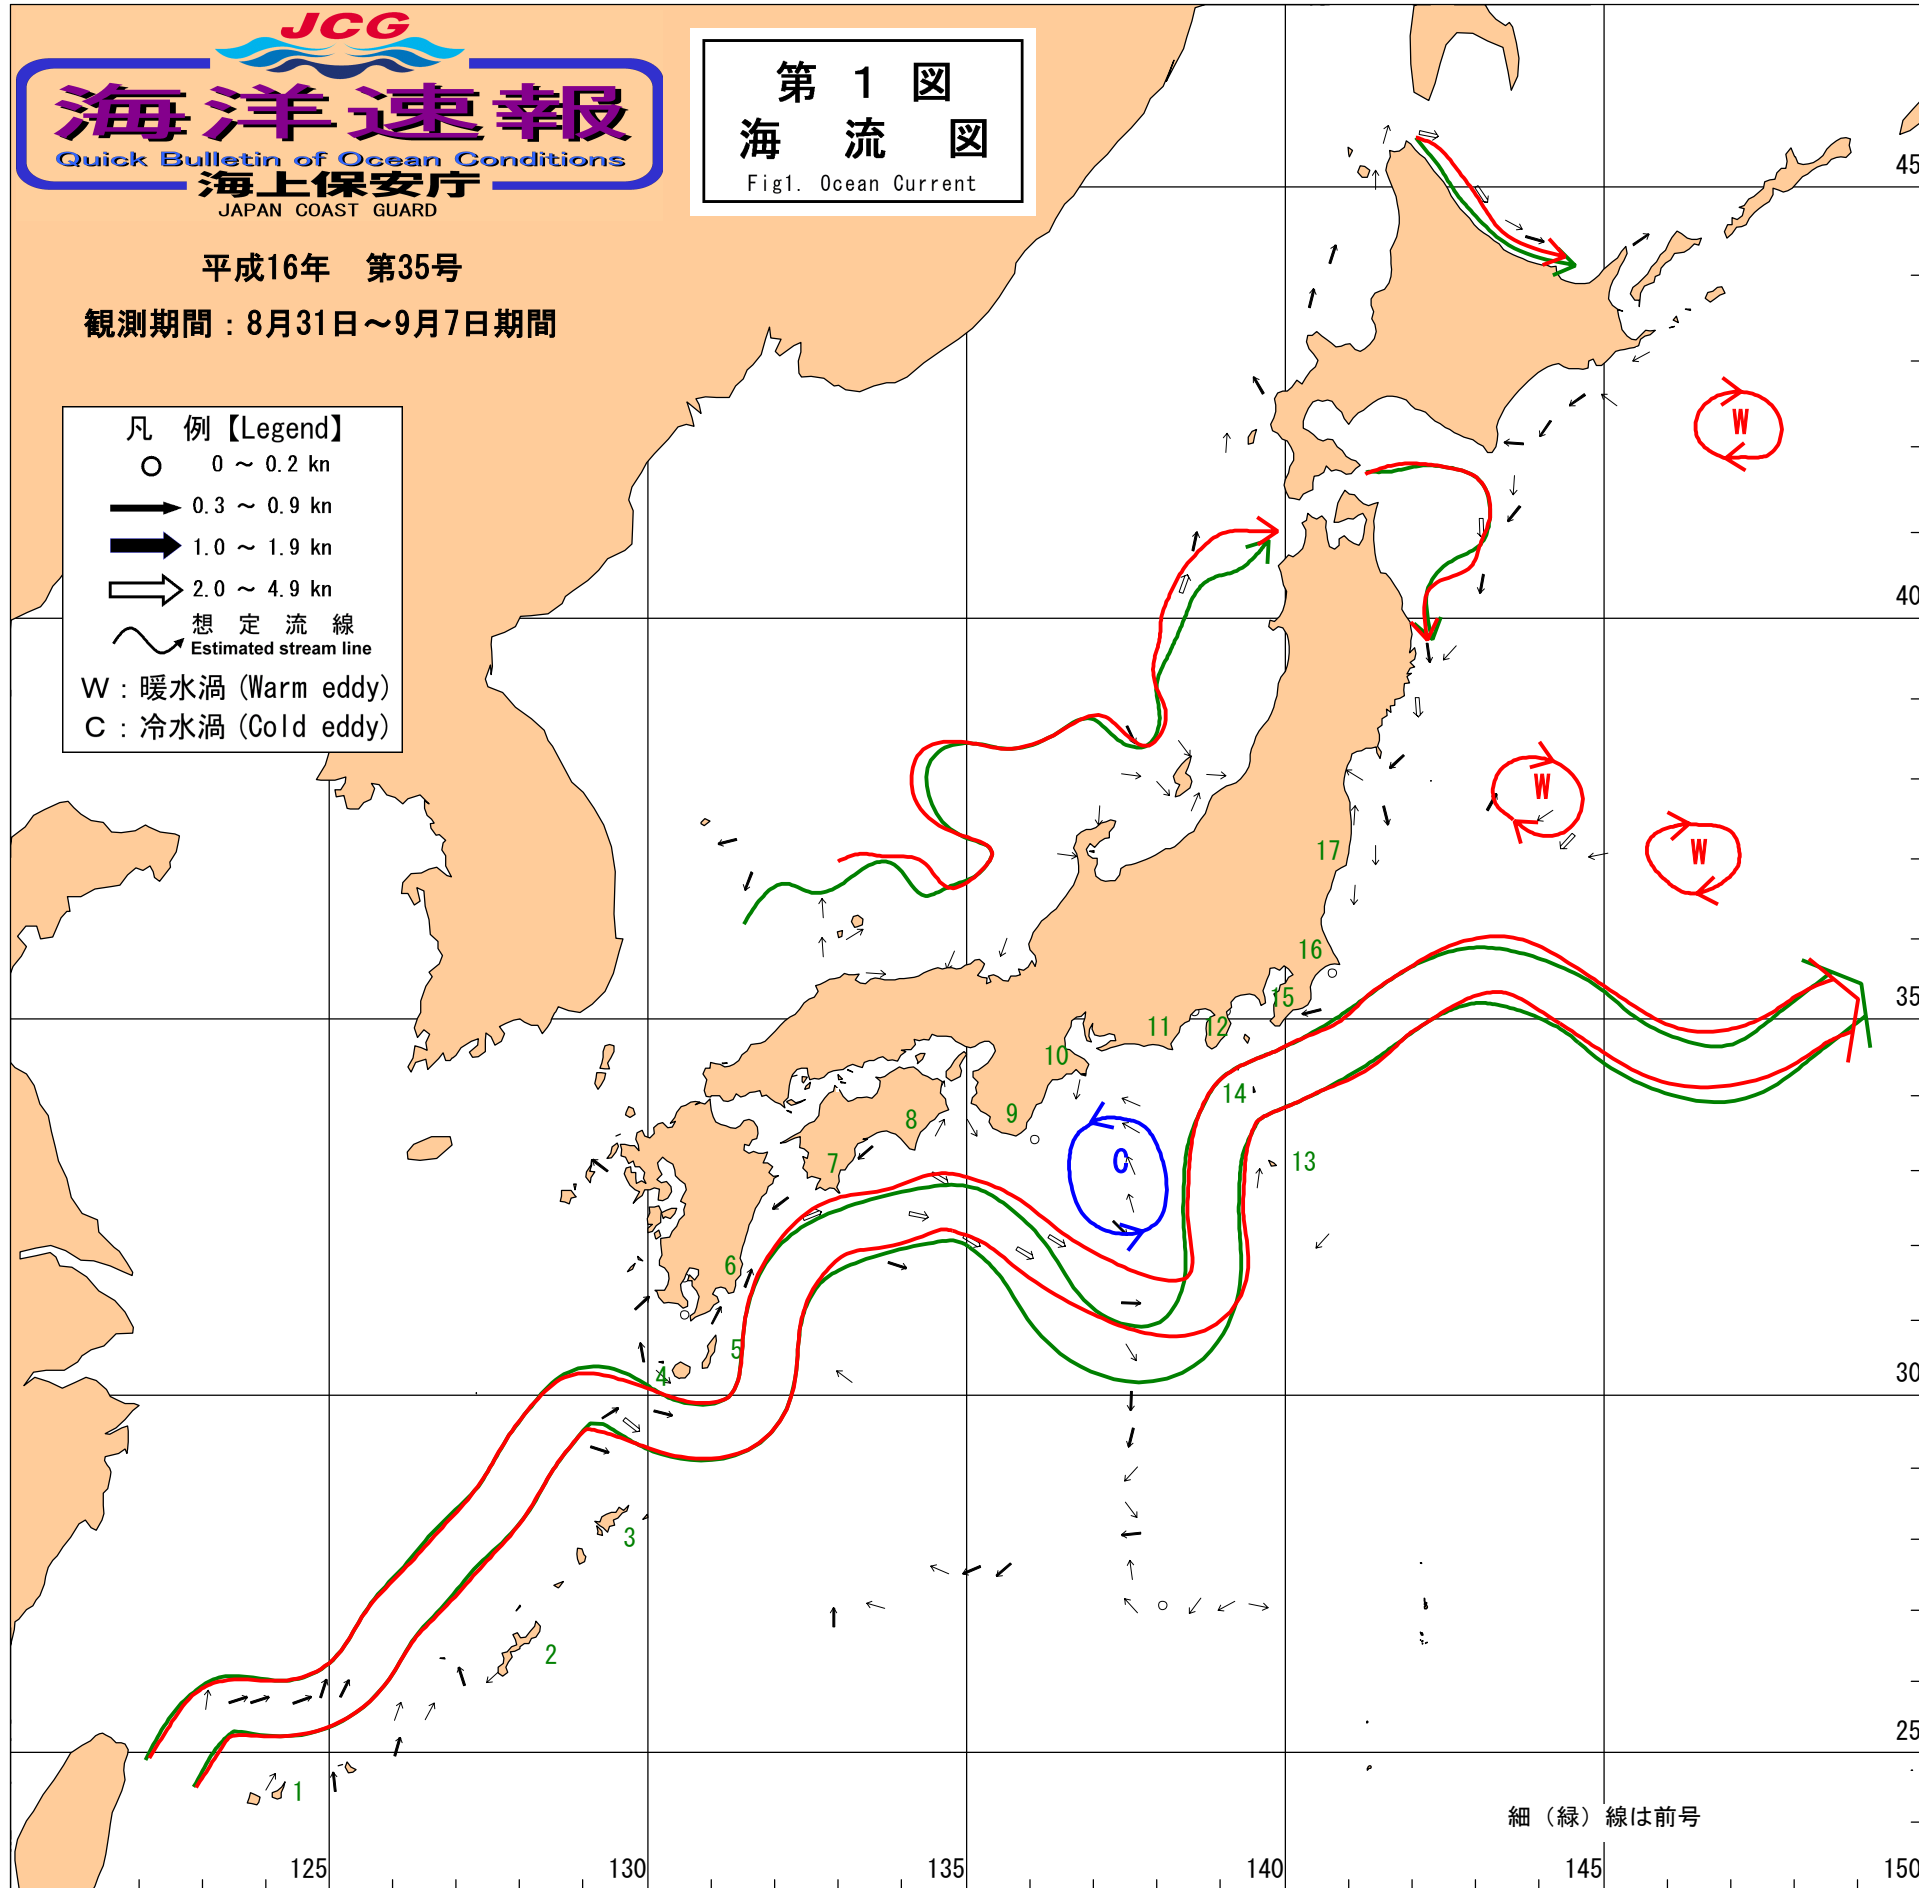 JCG
海洋速報
Quick Bulletin of Ocean Conditions
海上保安庁
JAPAN COAST GUARD
平成16年 第35号
観測期間:8月31日~9月7日期間
第 1 図
海 流 図
Fig1. Ocean Current
凡 例【Legend】
0 ~ 0.2 kn
0.3 ~ 0.9 kn
1.0 ~ 1.9 kn
2.0 ~ 4.9 kn
想 定 流 線
Estimated stream line
W:暖水渦(Warm eddy)
C:冷水渦(Cold eddy)
45
W
40
W
17
W
16
15
35
11
12
10
14
9
8
C
7
13
6
5
4
30
3
2
25
1
細(緑)線は前号
125
130
135
140
145
150